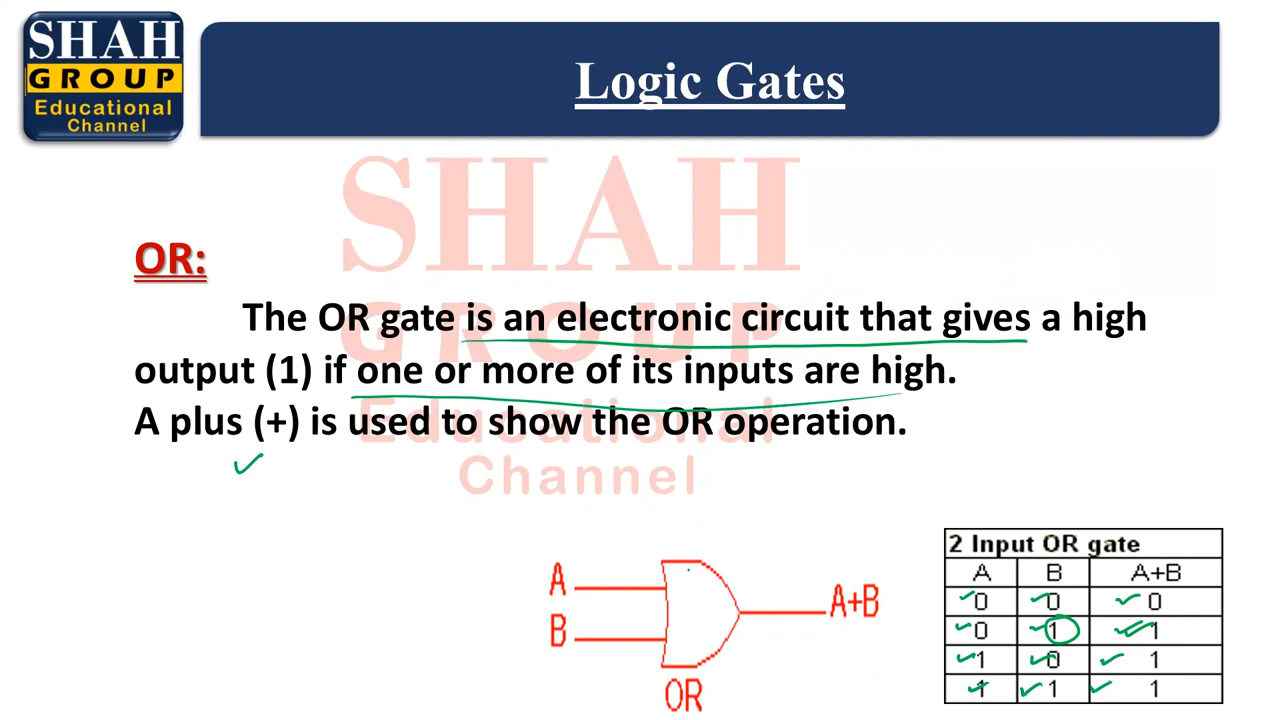 SHAH
GROUP
Educational
Channel
Logic Gates
SHAH
GROUP
Educational
Channel
OR:
The OR gate is an electronic circuit that gives a high
output (1) if one or more of its inputs are high.
A plus (+) is used to show the OR operation.
A
B
A+B
OR
2 Input OR gate
A B A+B
0 0 0
0 1 1
1 0 1
1 1 1